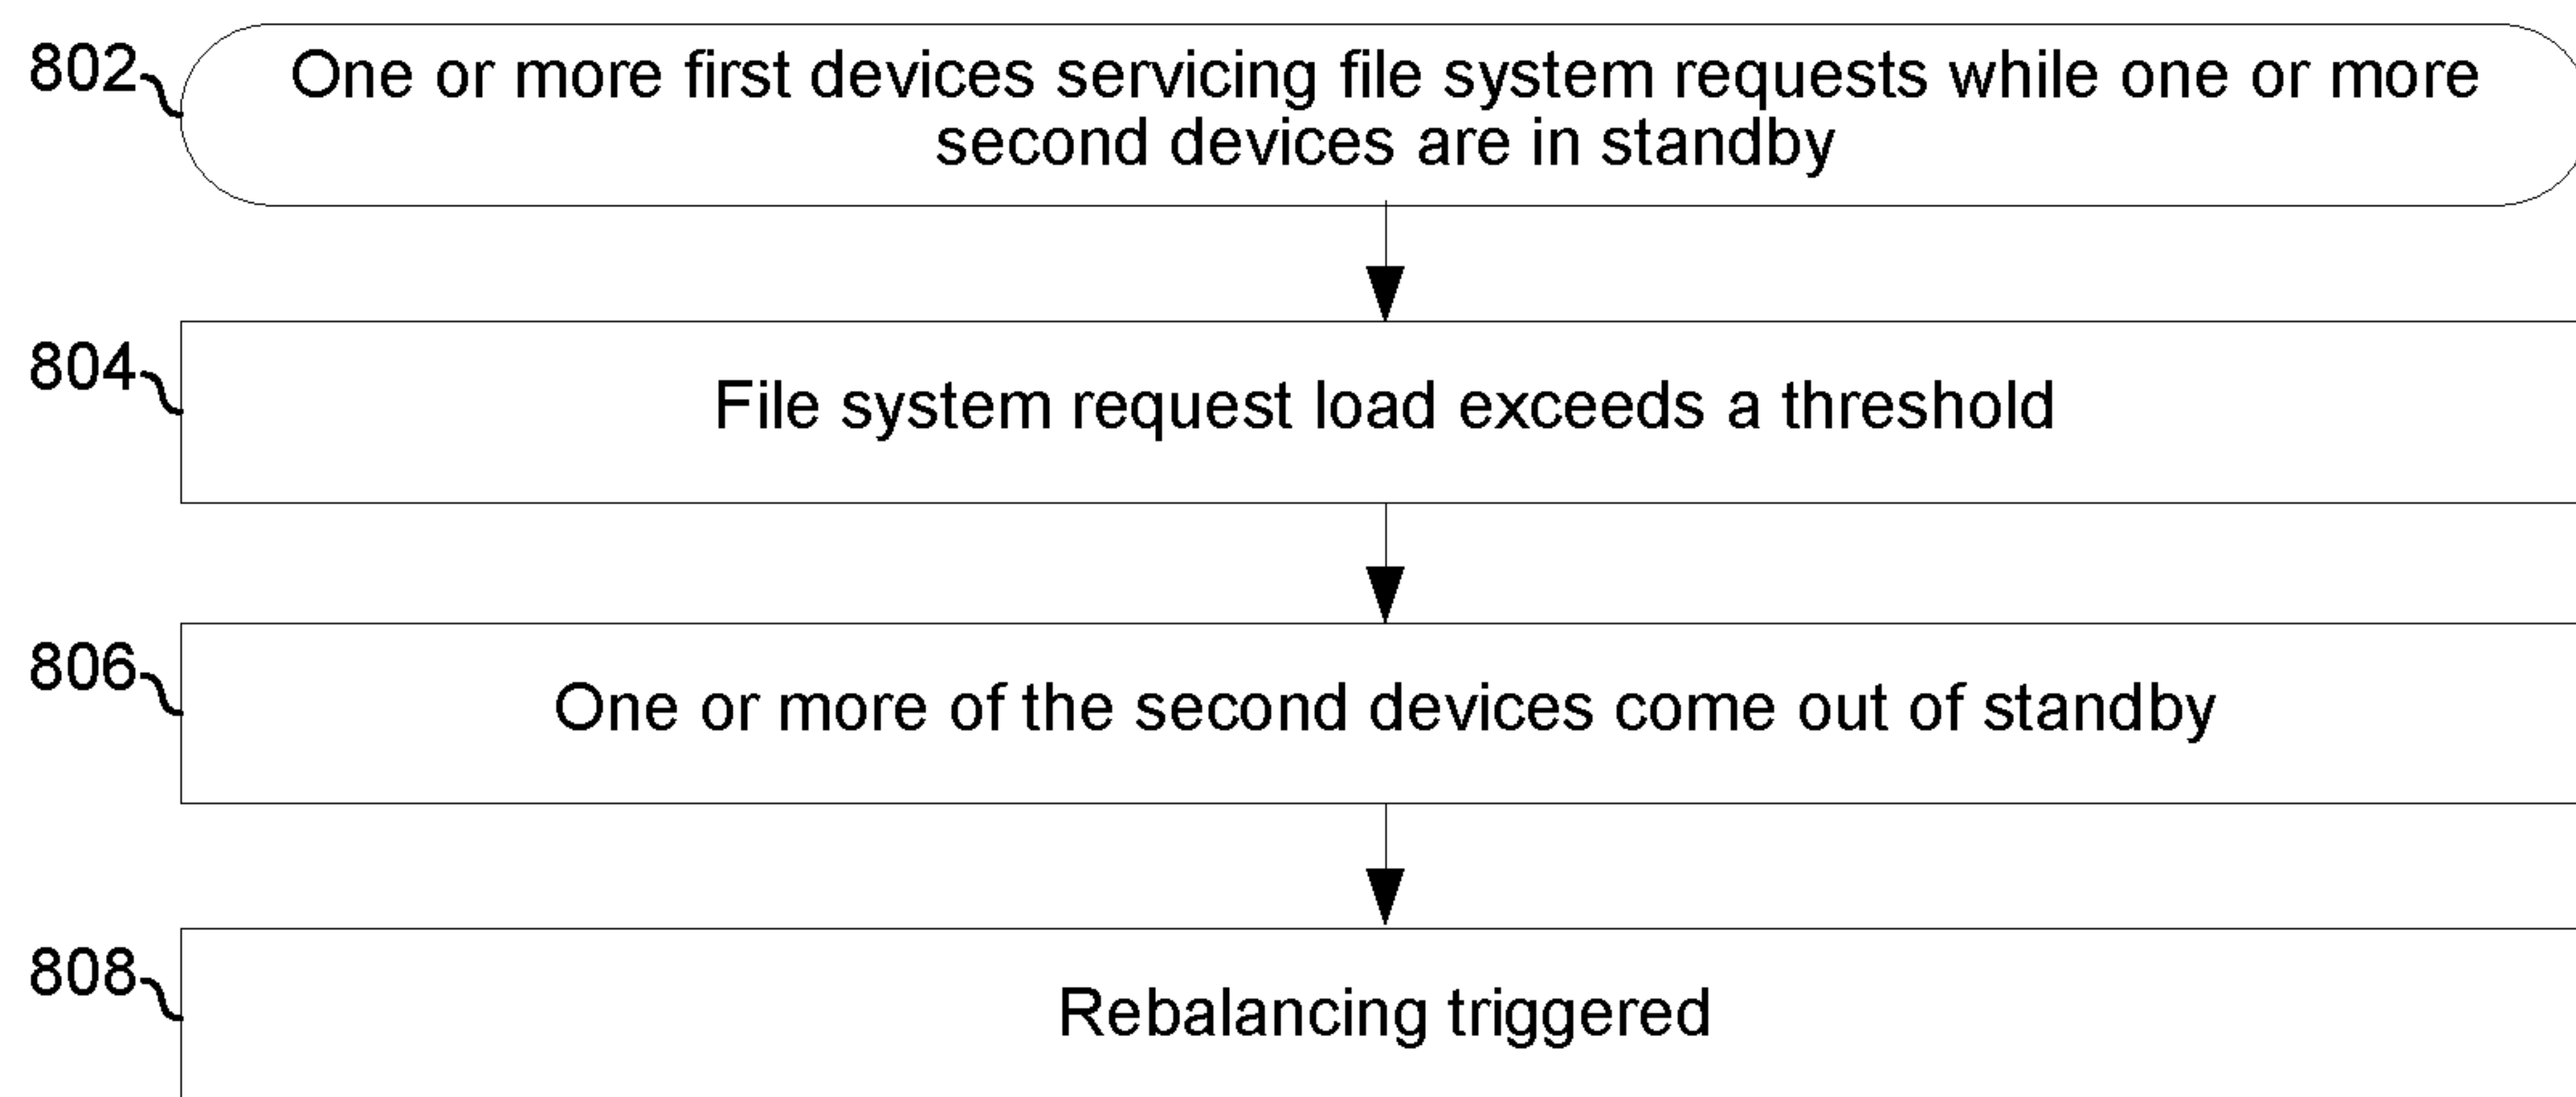 802
One or more first devices servicing file system requests while one or more
second devices are in standby
804
File system request load exceeds a threshold
806
One or more of the second devices come out of standby
808
Rebalancing triggered